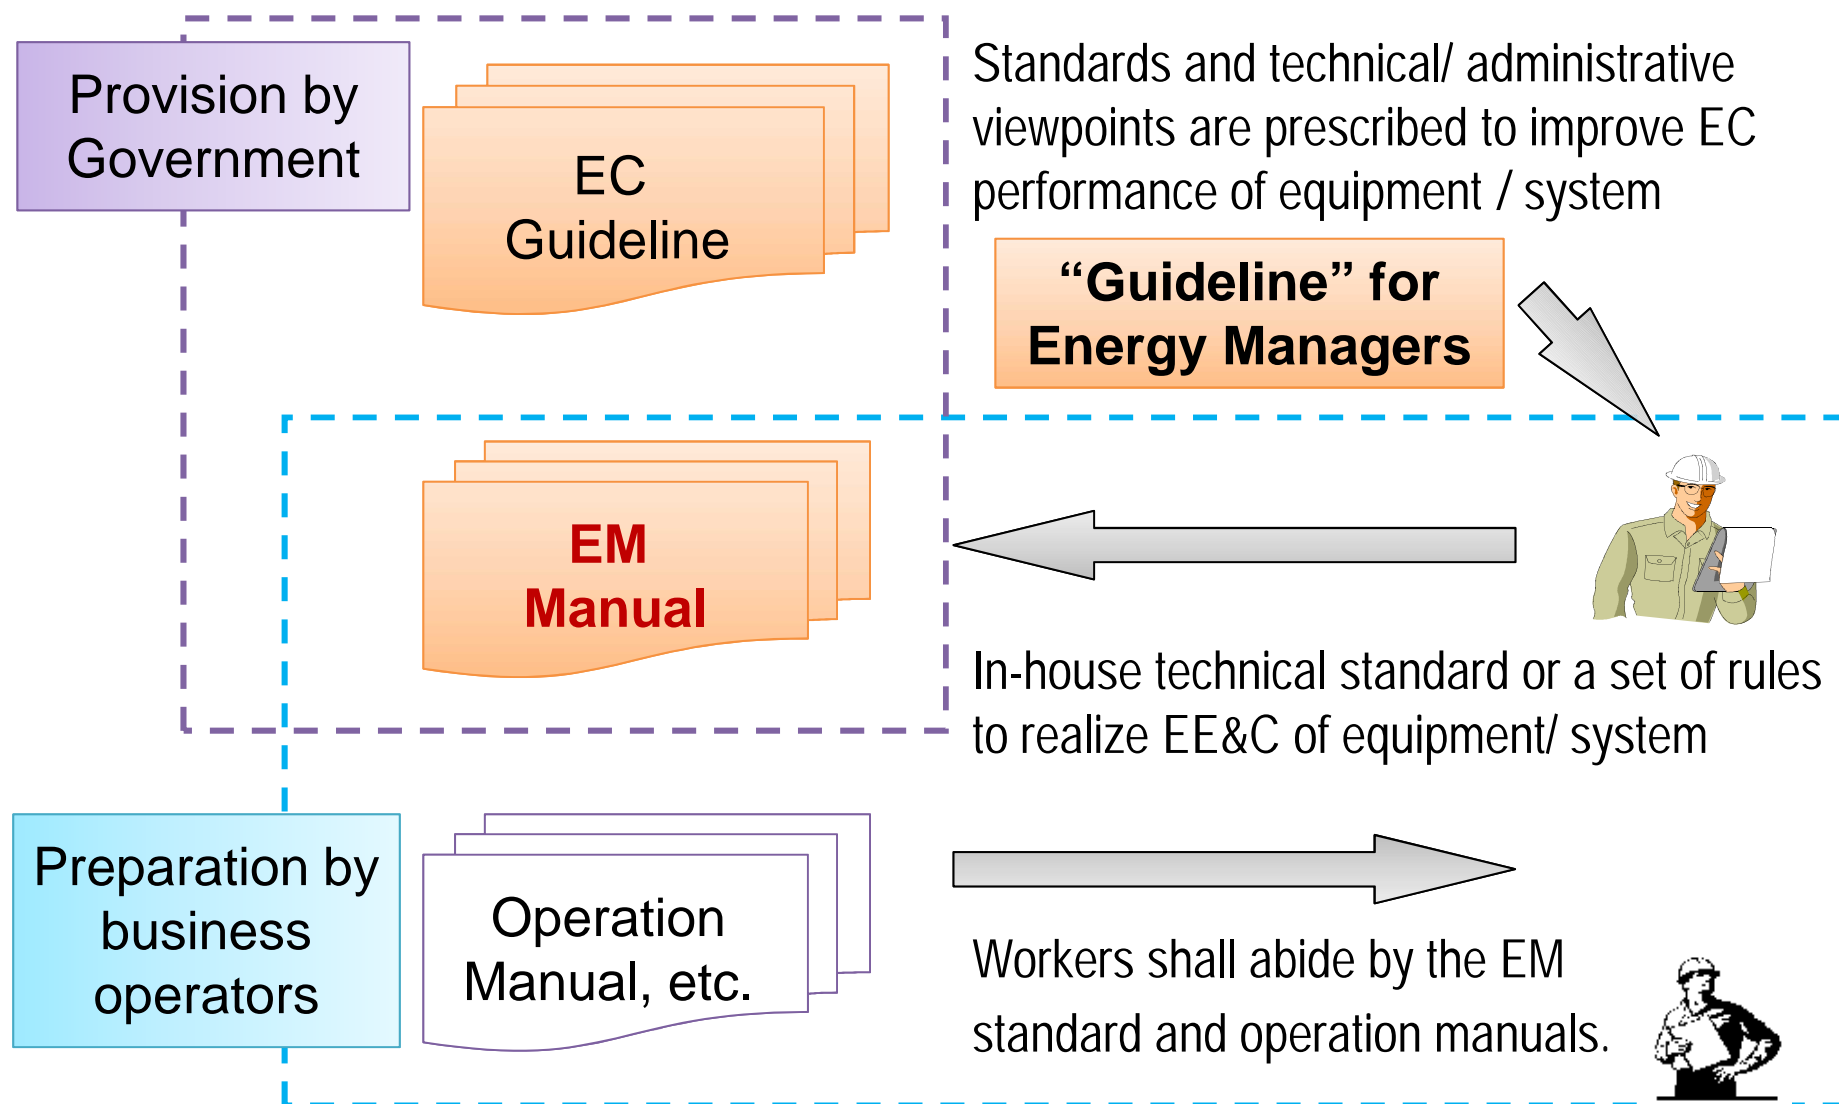 Provision by
Government
EC
Guideline
Standards and technical/ administrative
viewpoints are prescribed to improve EC
performance of equipment / system
“Guideline” for
Energy Managers
EM
Manual
In-house technical standard or a set of rules
to realize EE&C of equipment/ system
Preparation by
business
operators
Operation
Manual, etc.
Workers shall abide by the EM
standard and operation manuals.